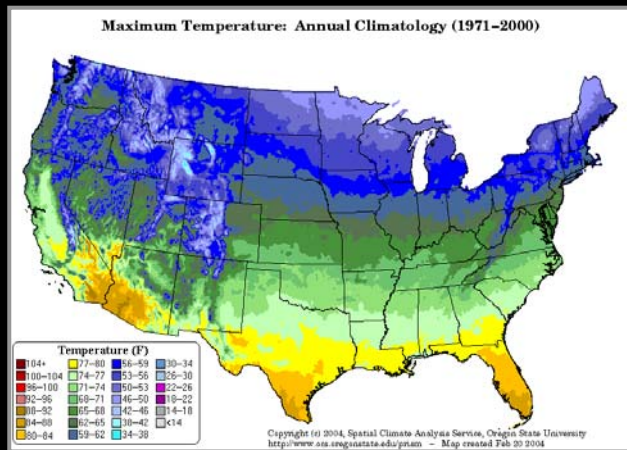 Maximum Temperature: Annual Climatology (1971-2000)
Temperature (F)
104+ 77-80 56-59 30-34
100-104 74-77 53-56 26-30
96-100 71-74 50-53 22-26
92-96 68-71 46-50 18-22
88-92 65-68 42-46 14-18
84-88 62-65 38-42 <14
80-84 59-62 34-38
Copyright (c) 2004, Spatial Climate Analysis Service, Oregon State University
http://www.ocs.oregonstate.edu/prism - Map created Feb 20 2004